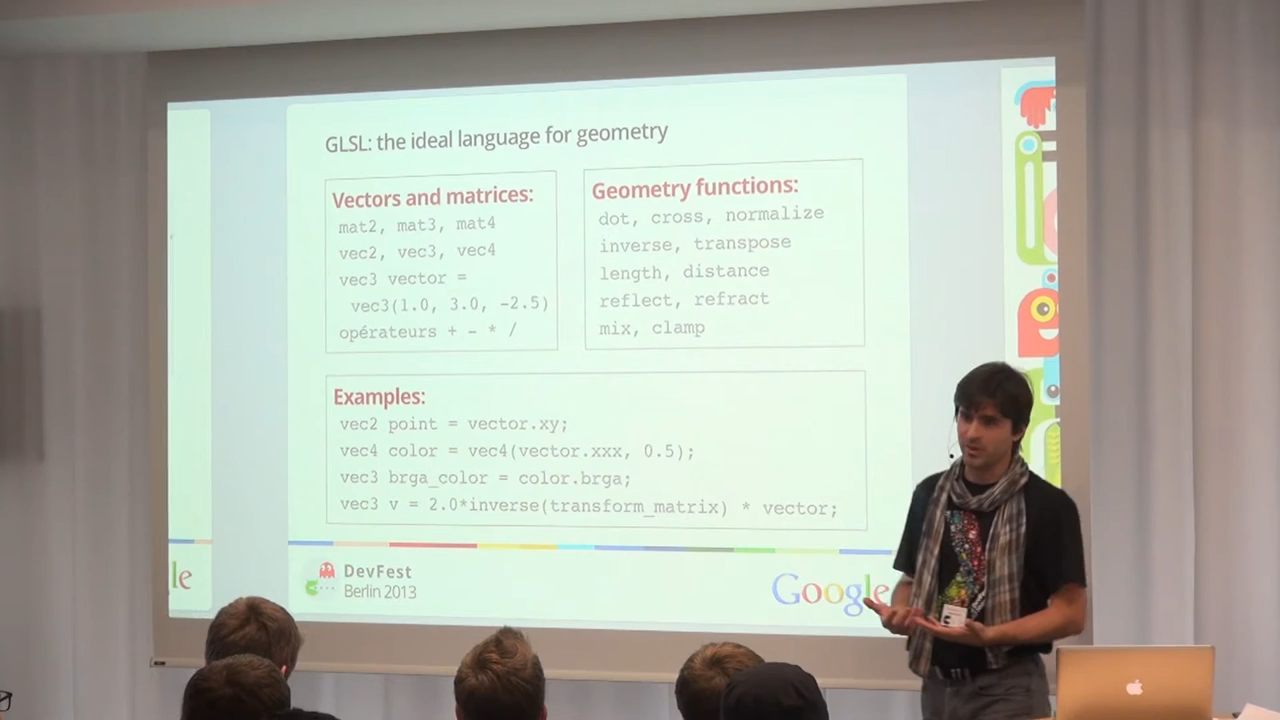 GLSL: the ideal language for geometry
Vectors and matrices:
mat2, mat3, mat4
vec2, vec3, vec4
vec3 vector =
vec3(1.0, 3.0, -2.5)
opérateurs + - * /
Geometry functions:
dot, cross, normalize
inverse, transpose
length, distance
reflect, refract
mix, clamp
Examples:
vec2 point = vector.xy;
vec4 color = vec4(vector.xxx, 0.5);
vec3 brga_color = color.brga;
vec3 v = 2.0*inverse(transform_matrix) * vector;
le
DevFest
Berlin 2013
Google